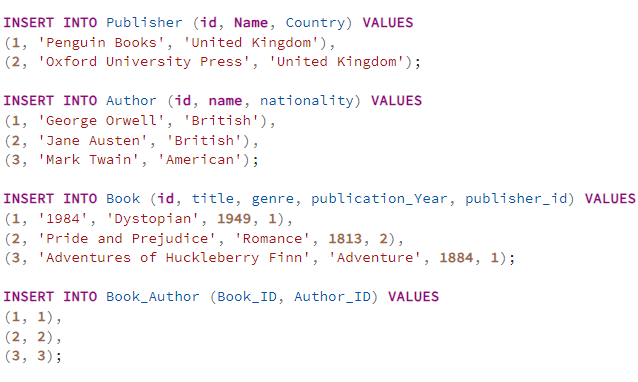 INSERT INTO Publisher (id, Name, Country) VALUES
(1, 'Penguin Books', 'United Kingdom'),
(2, 'Oxford University Press', 'United Kingdom');
INSERT INTO Author (id, name, nationality) VALUES
(1, 'George Orwell', 'British'),
(2, 'Jane Austen', 'British'),
(3, 'Mark Twain', 'American');
INSERT INTO Book (id, title, genre, publication_Year, publisher_id) VALUES
(1, '1984', 'Dystopian', 1949, 1),
(2, 'Pride and Prejudice', 'Romance', 1813, 2),
(3, 'Adventures of Huckleberry Finn', 'Adventure', 1884, 1);
INSERT INTO Book_Author (Book_ID, Author_ID) VALUES
(1, 1),
(2, 2),
(3, 3);